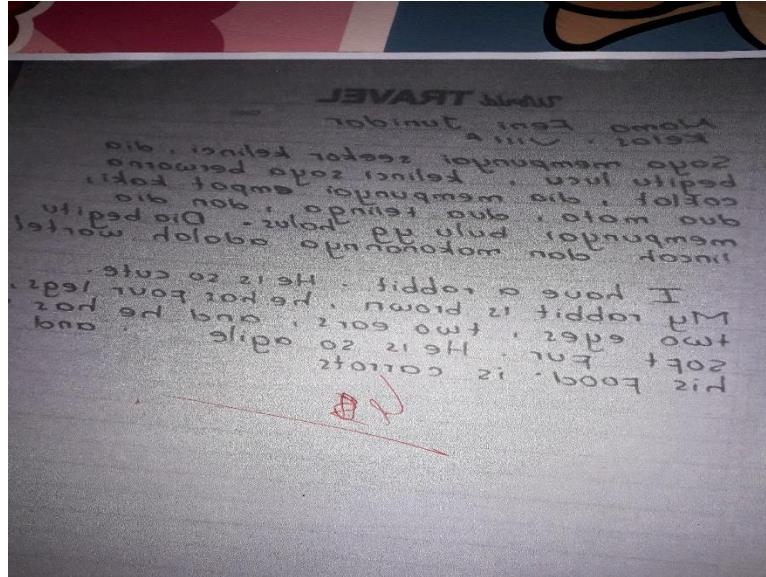 TRAVEL
Nama Feni Junidar
Kelas. VIII A
Saya mempunyai seekor kelinci, dia
begitu lucu. kelinci saya berwarna
coklat, dia mempunyai empat kaki,
dua mata, dua telinga, dan dia
mempunyai bulu yg halus. Dia begitu
lincah dan makanannya adalah wortel
I have a rabbit. He is so cute.
My rabbit is brown, he has four legs,
two eyes, two ears, and he has
soft fur. He is so agile, and
his food. is carrots